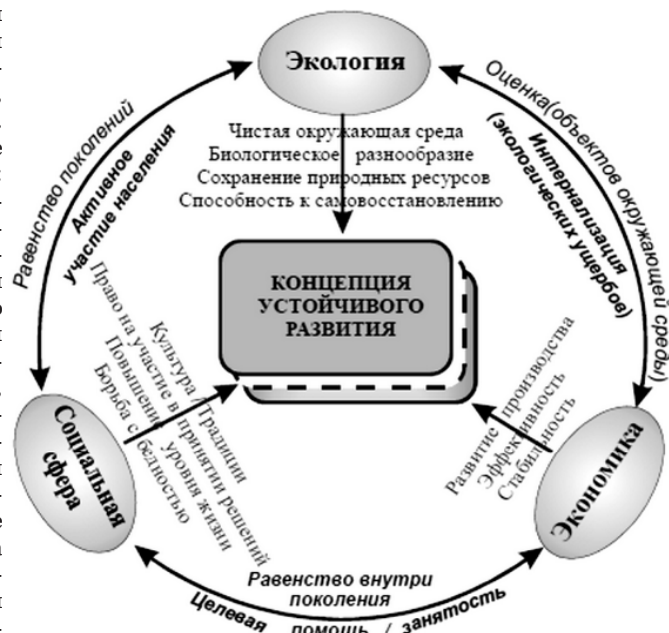 Экология
Равенство поколений
Активное
участие населения
Оценка(объектов окружающей среды)
Интернализация
(экологических ущербов)
Чистая окружающая среда
Биологическое разнообразие
Сохранение природных ресурсов
Способность к самовосстановлению
КОНЦЕПЦИЯ
УСТОЙЧИВОГО
РАЗВИТИЯ
Культура / Традиции
Право на участие в принятии решений
Повышение уровня жизни
Борьба с бедностью
Развитие производства
Эффективность
Стабильность
Социальная
сфера
Экономика
Равенство внутри
поколения
Целевая помощь / занятость